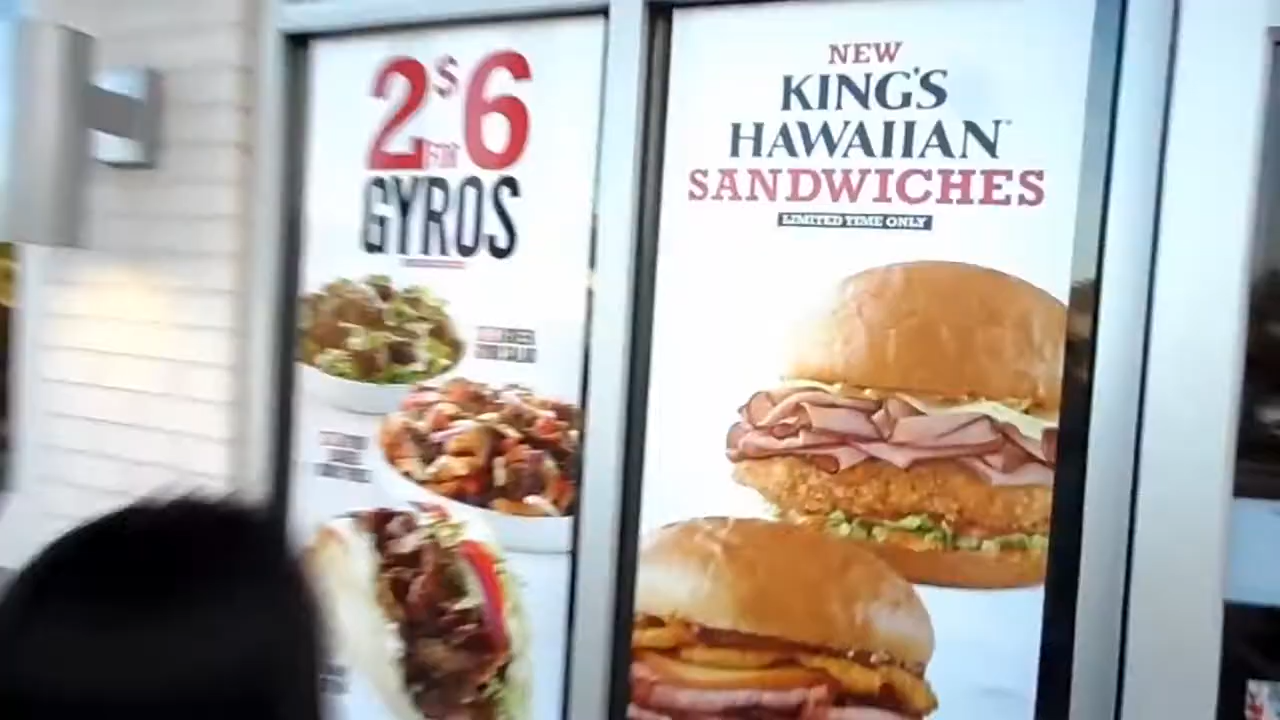 2 FOR $6
GYROS
NEW
KING'S
HAWAIIAN
SANDWICHES
LIMITED TIME ONLY